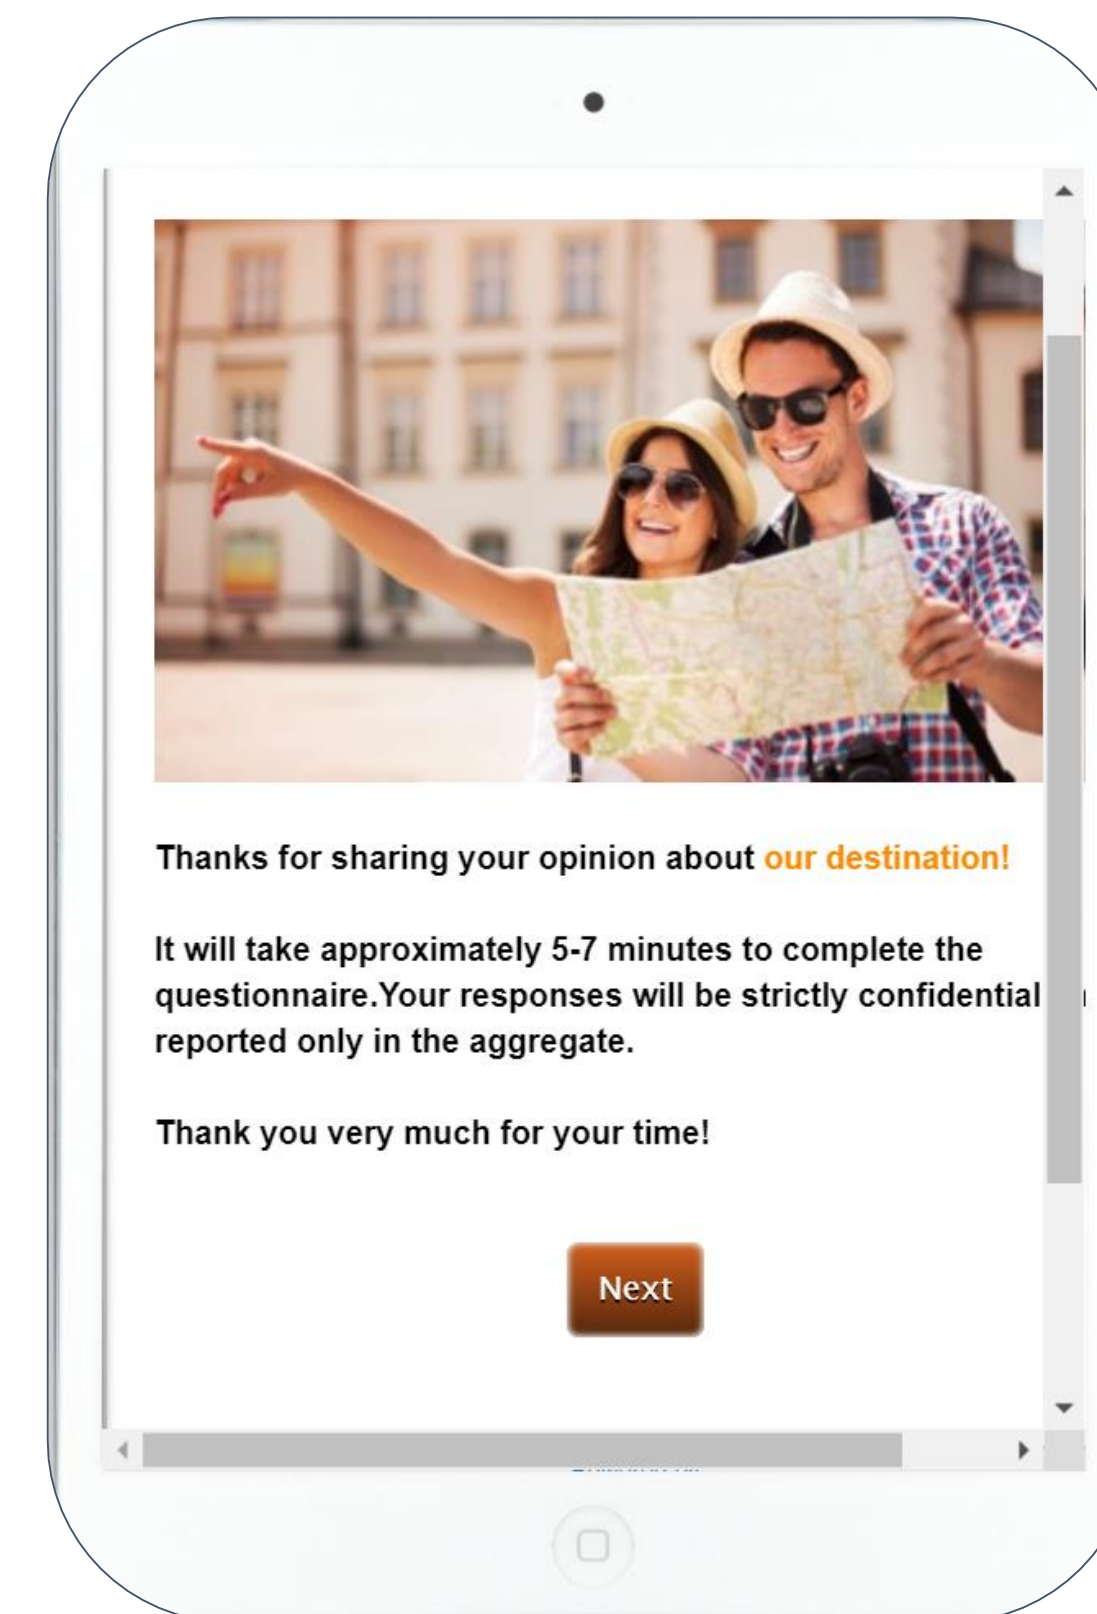 Thanks for sharing your opinion about our destination!
It will take approximately 5-7 minutes to complete the
questionnaire.Your responses will be strictly confidential
reported only in the aggregate.
Thank you very much for your time!
Next